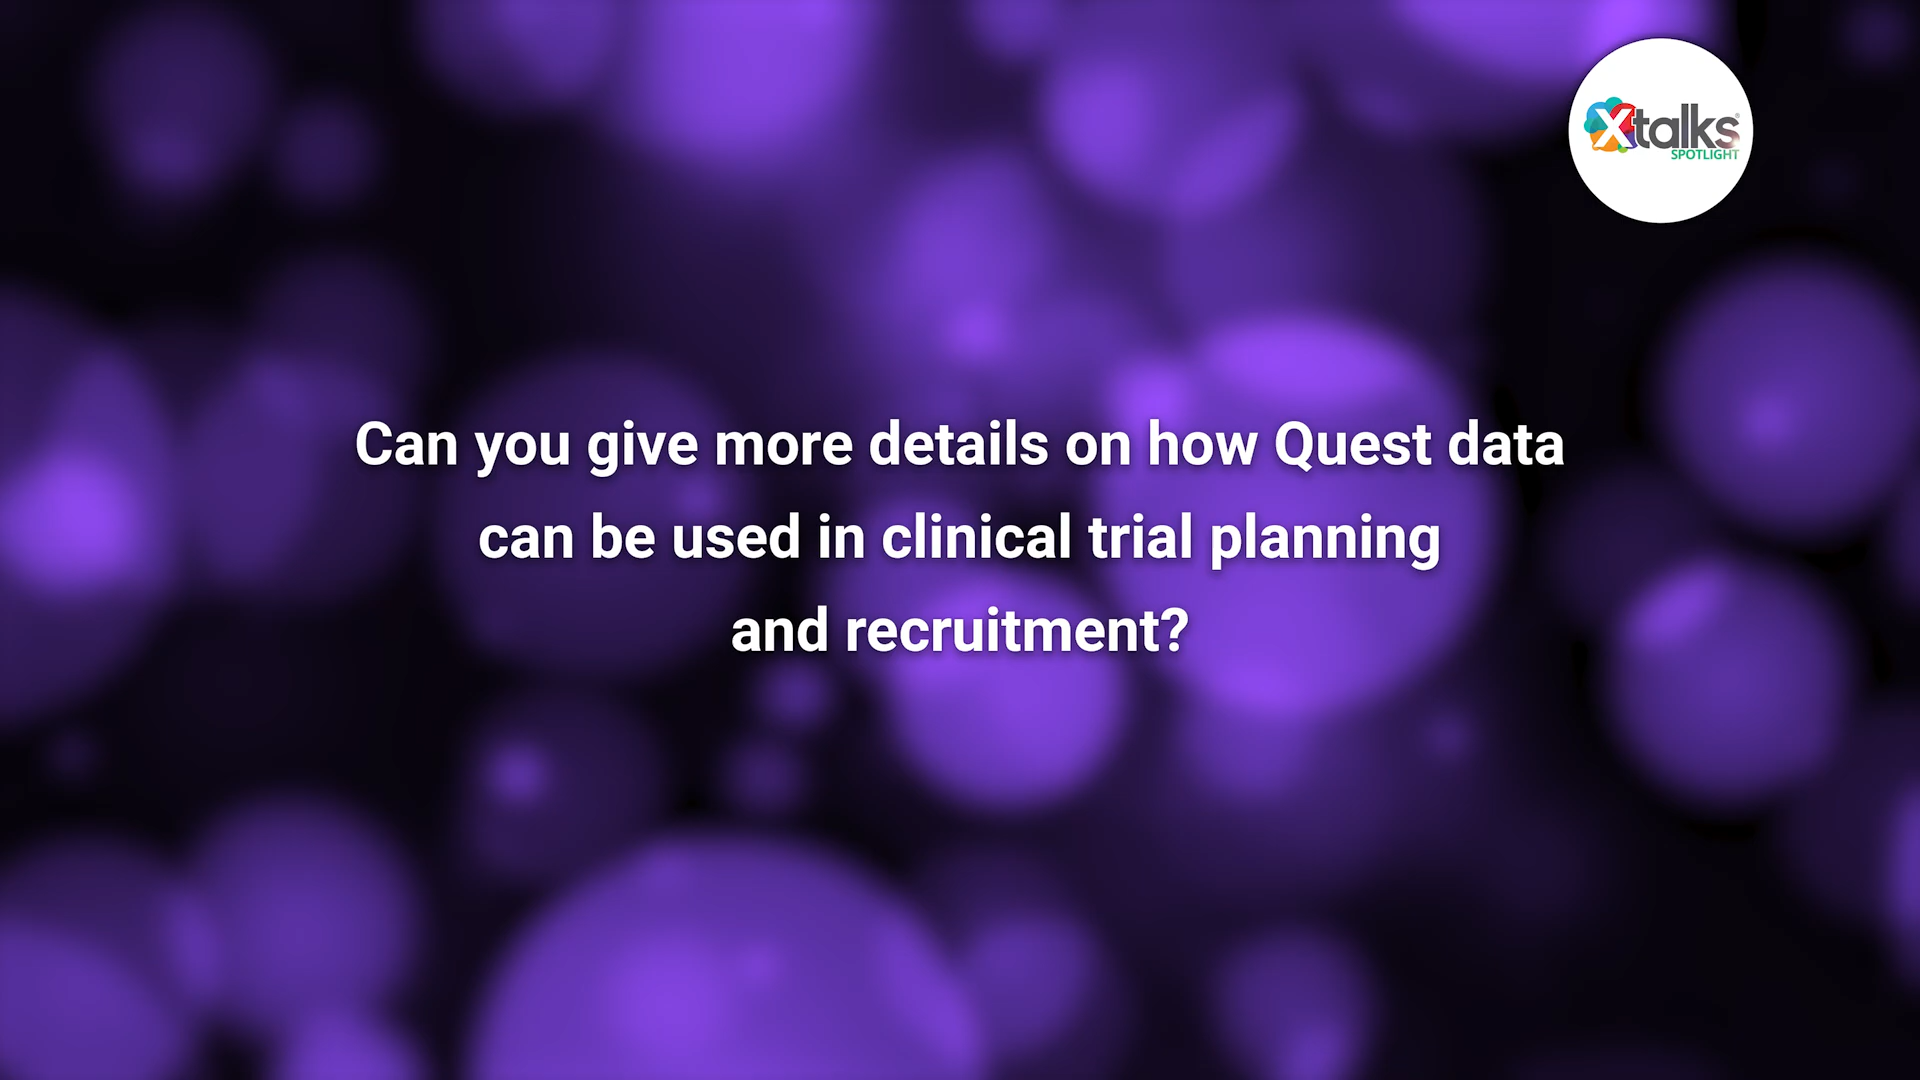 Xtalks
SPOTLIGHT
Can you give more details on how Quest data
can be used in clinical trial planning
and recruitment?